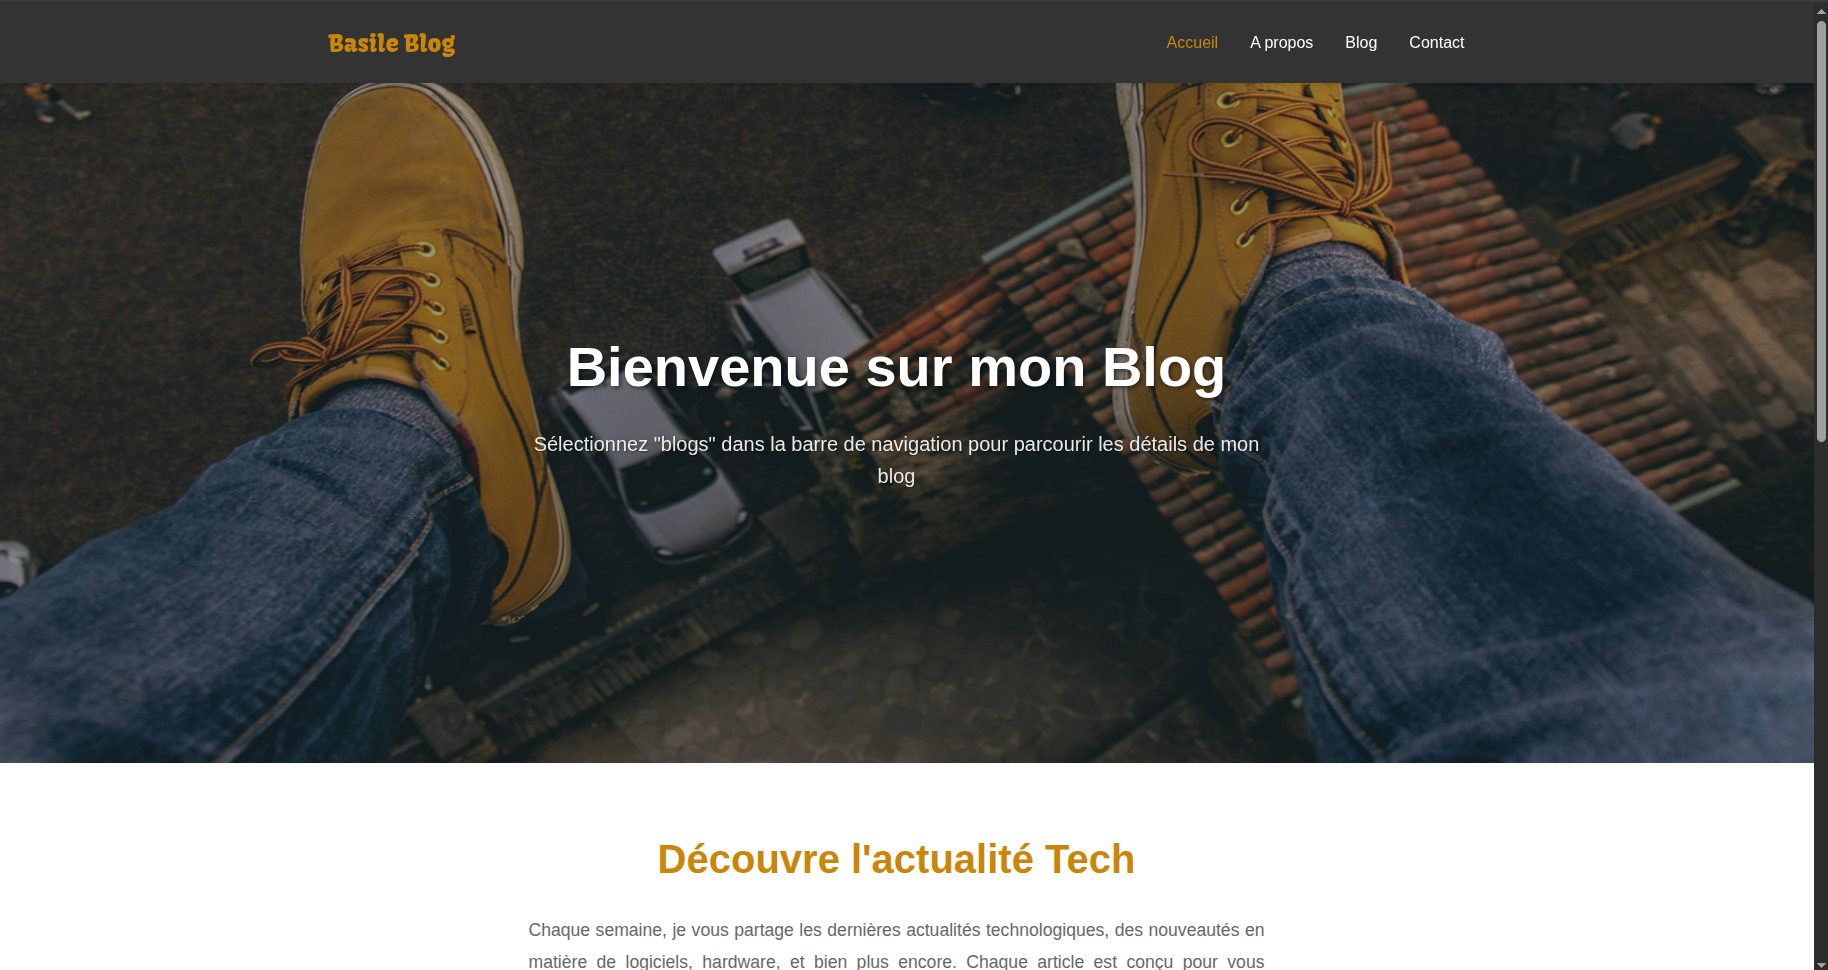 Basile Blog
Accueil
A propos
Blog
Contact
Bienvenue sur mon Blog
Sélectionnez "blogs" dans la barre de navigation pour parcourir les détails de mon
blog
Découvre l'actualité Tech
Chaque semaine, je vous partage les dernières actualités technologiques, des nouveautés en
matière de logiciels, hardware, et bien plus encore. Chaque article est conçu pour vous